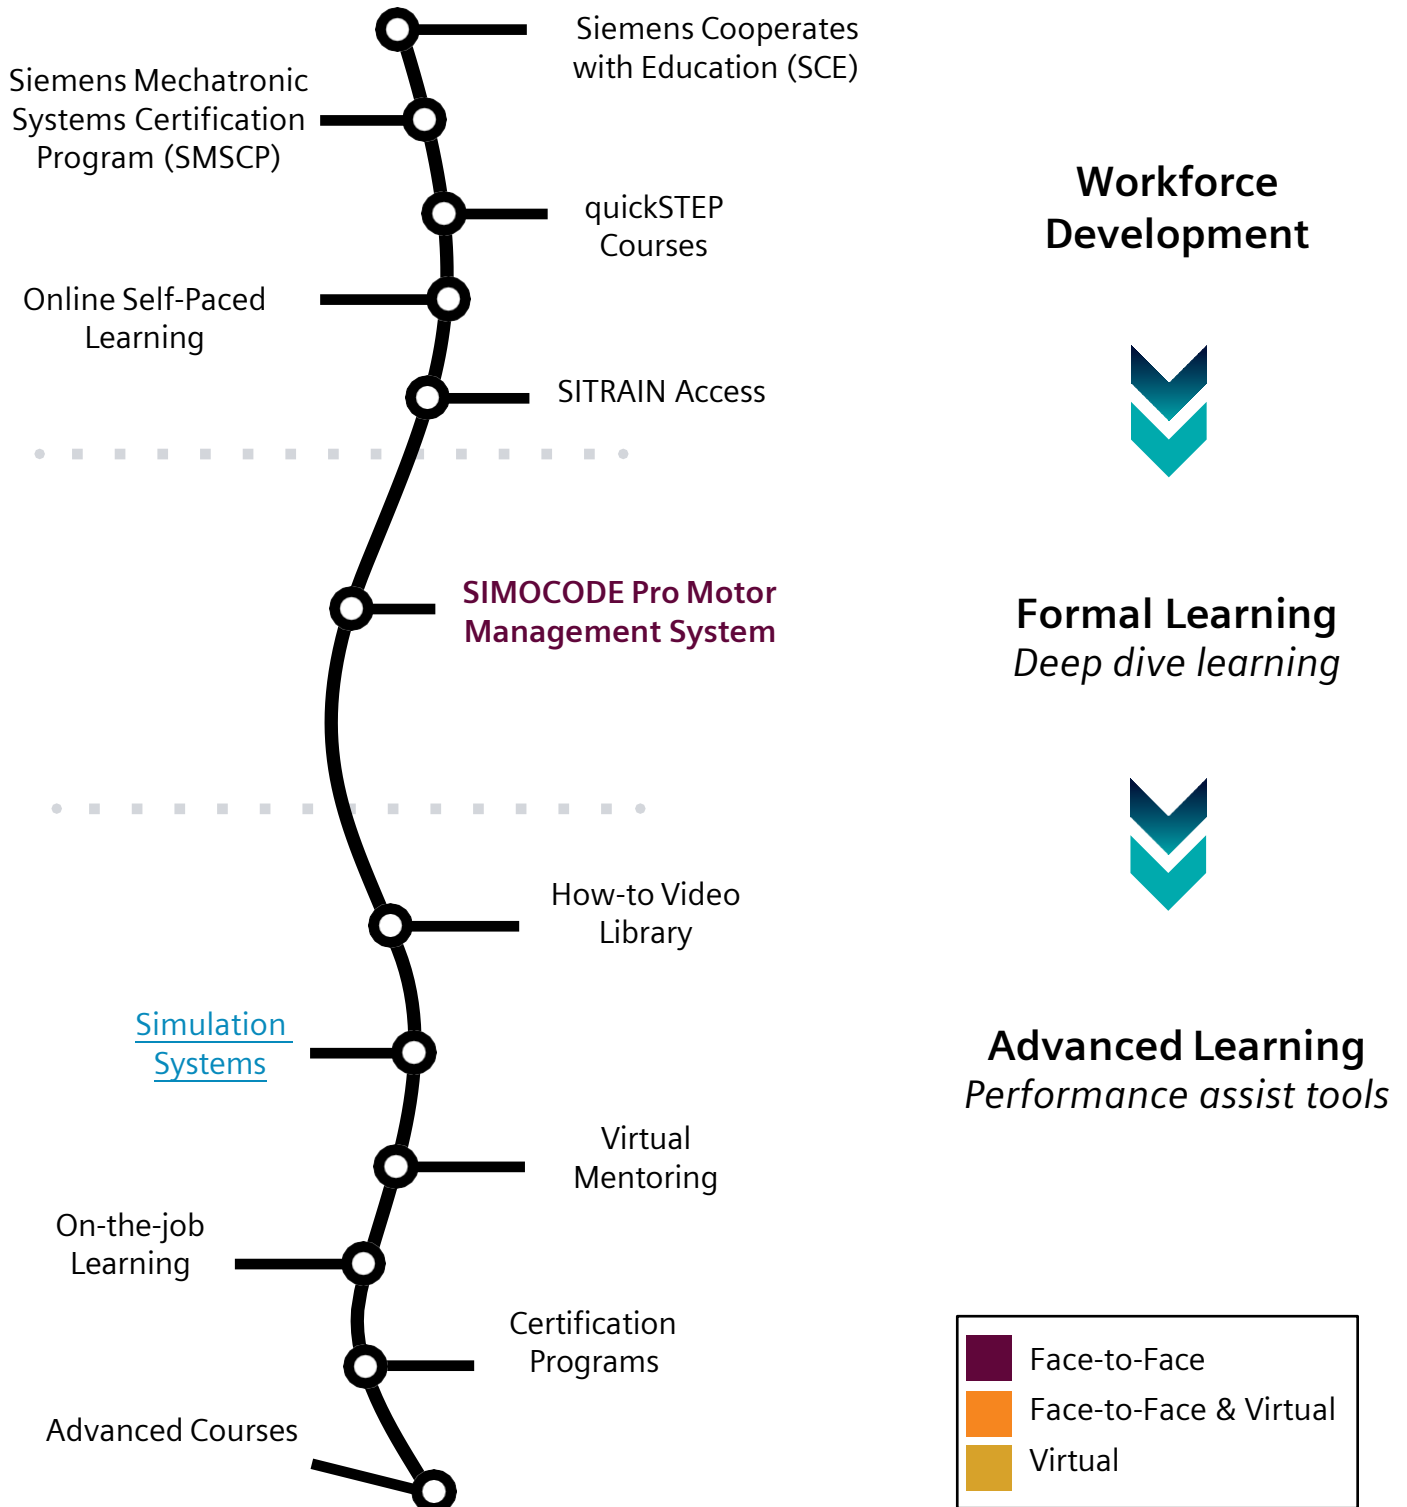 Siemens Cooperates
with Education (SCE)
Siemens Mechatronic
Systems Certification
Program (SMSCP)
quickSTEP
Courses
Online Self-Paced
Learning
SITRAIN Access
Workforce
Development
SIMOCODE Pro Motor
Management System
Formal Learning
Deep dive learning
How-to Video
Library
Simulation
Systems
Virtual
Mentoring
On-the-job
Learning
Certification
Programs
Advanced Courses
Advanced Learning
Performance assist tools
Face-to-Face
Face-to-Face & Virtual
Virtual